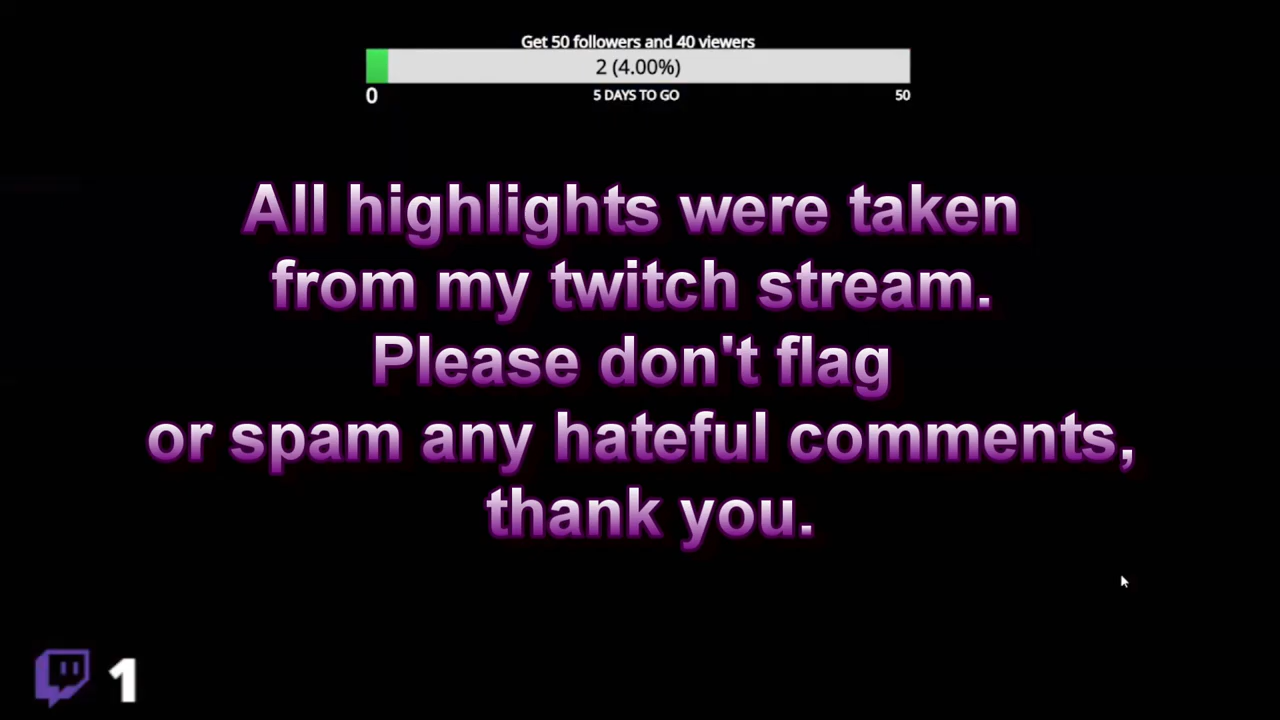 Get 50 followers and 40 viewers
2 (4.00%)
0 5 DAYS TO GO 50
All highlights were taken
from my twitch stream.
Please don't flag
or spam any hateful comments,
thank you.
1